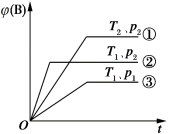 φ(B)
T₂、p₂ ①
T₁、p₂ ②
T₁、p₁ ③
O
t